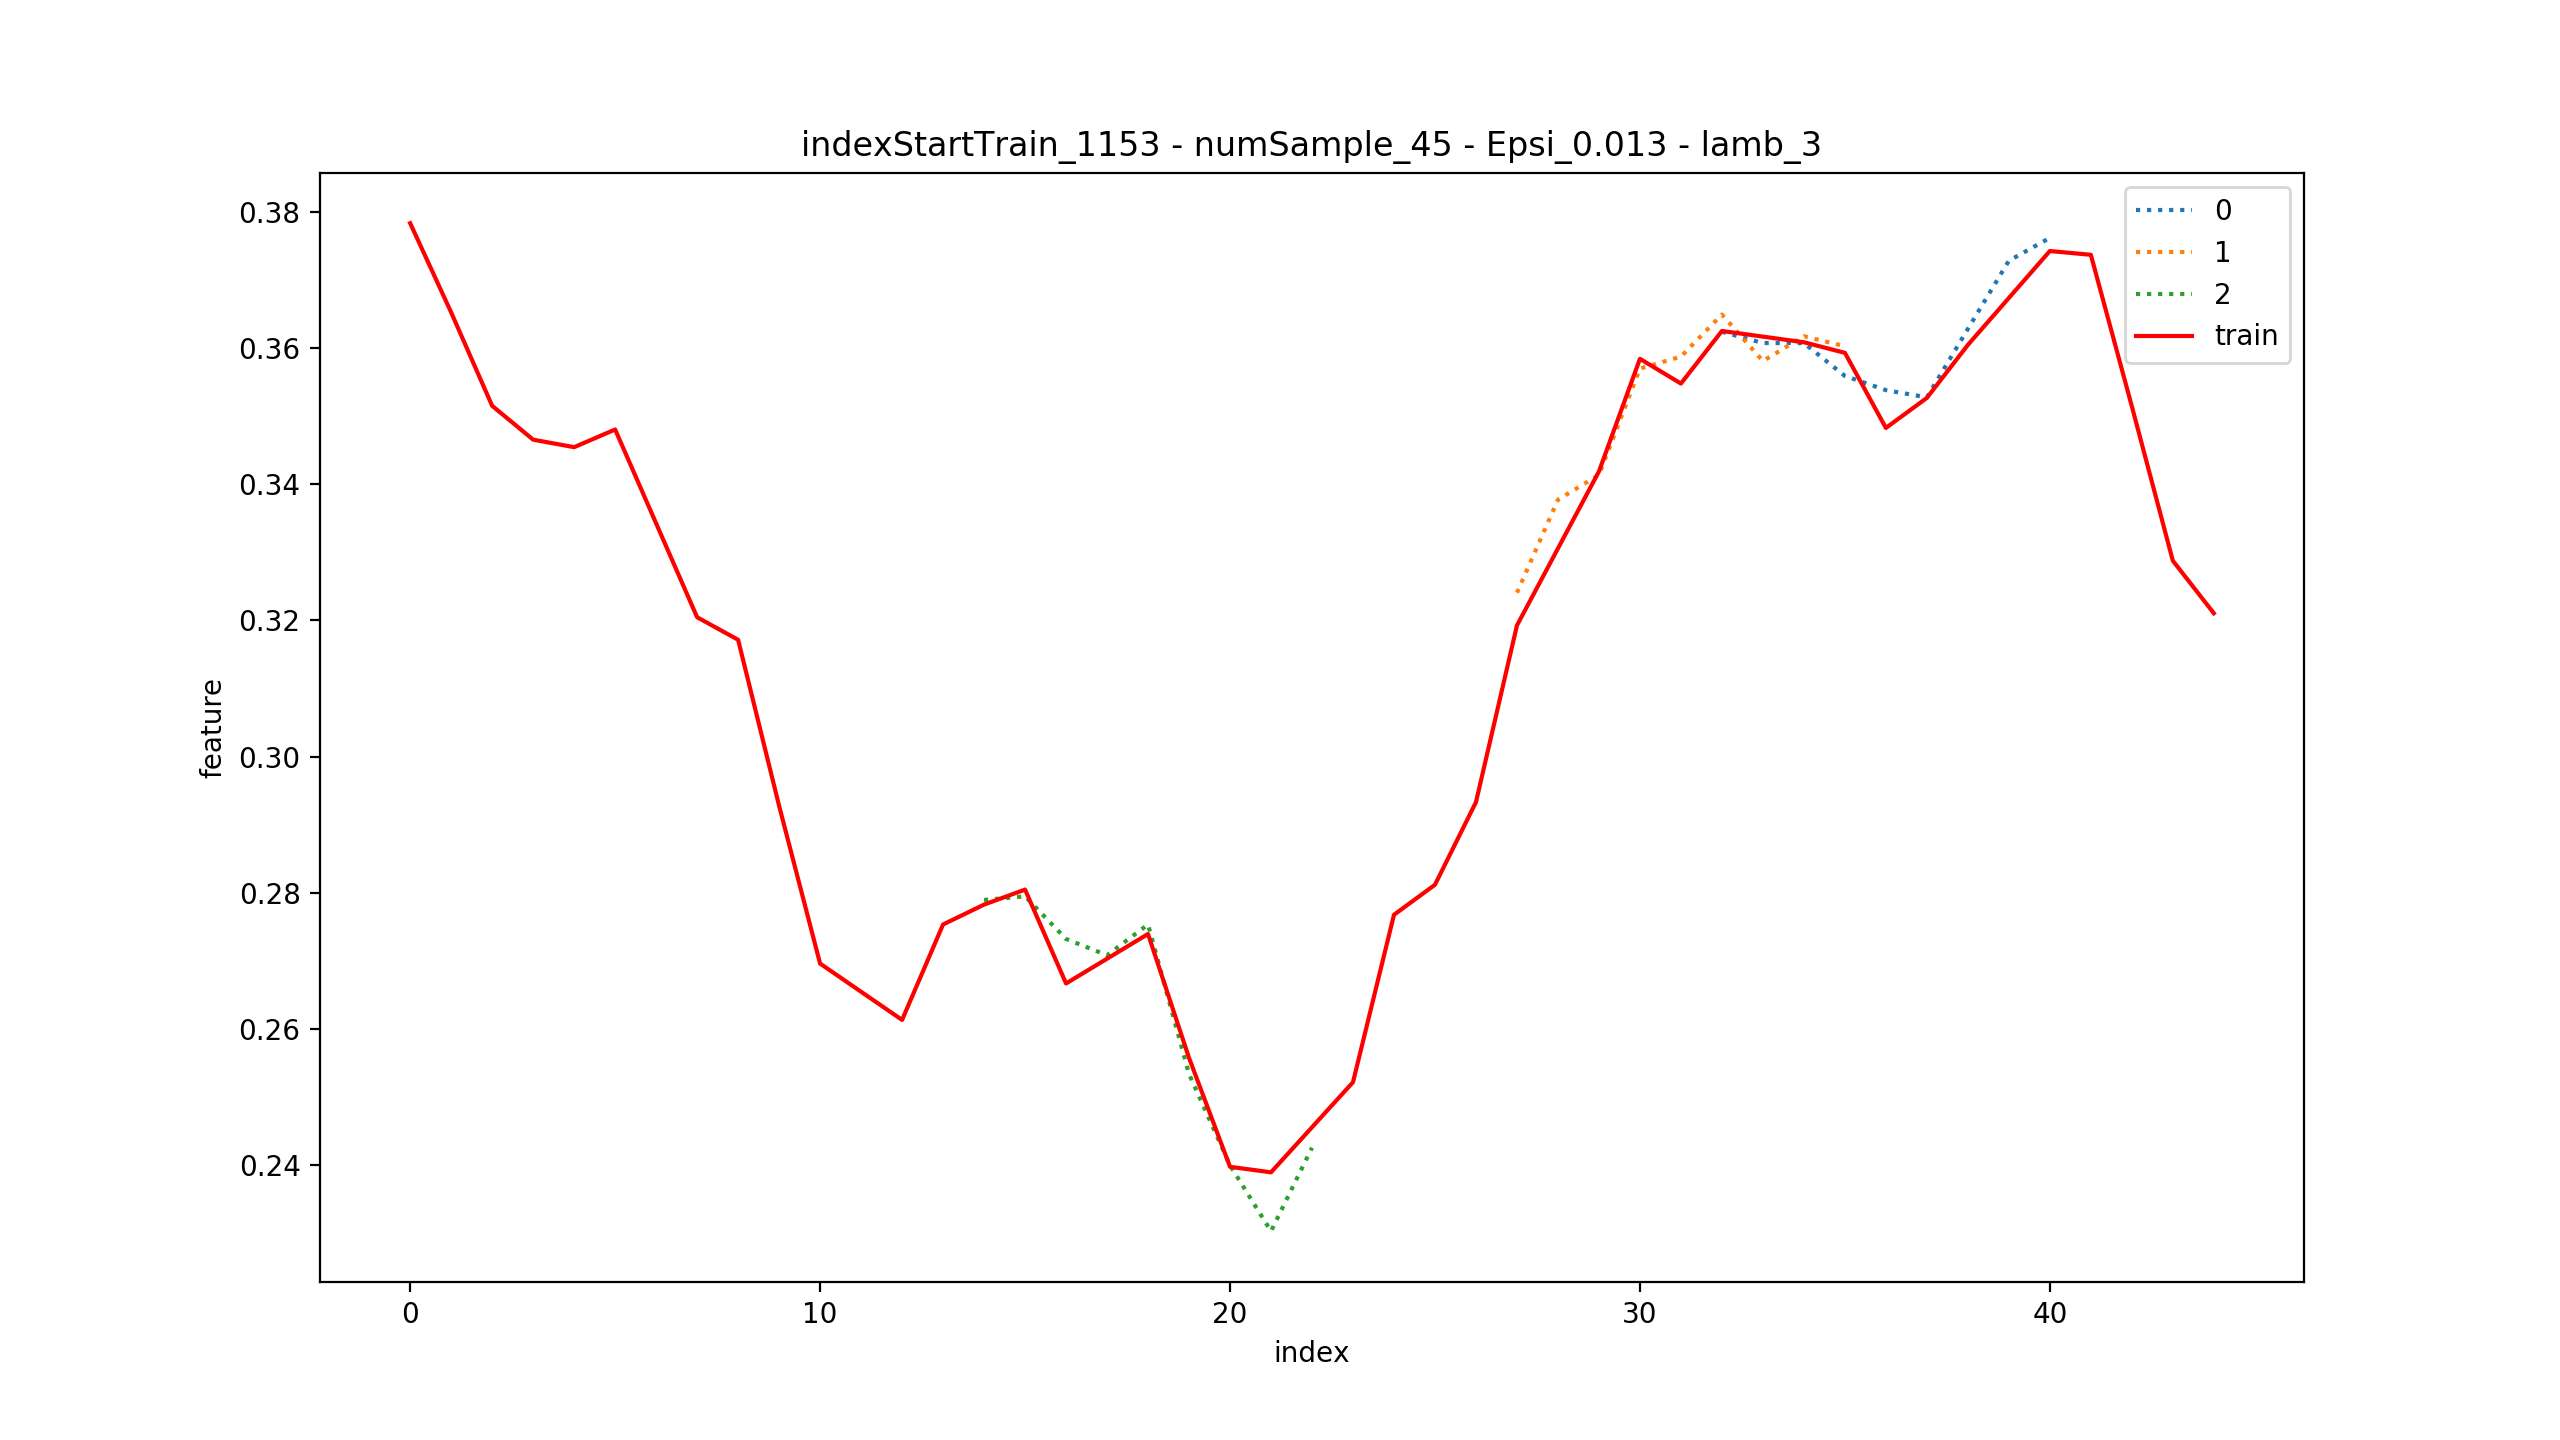 indexStartTrain_1153 - numSample_45 - Epsi_0.013 - lamb_3
0
1
2
train
0.38
0.36
0.34
0.32
0.30
0.28
0.26
0.24
feature
0 10 20 30 40
index